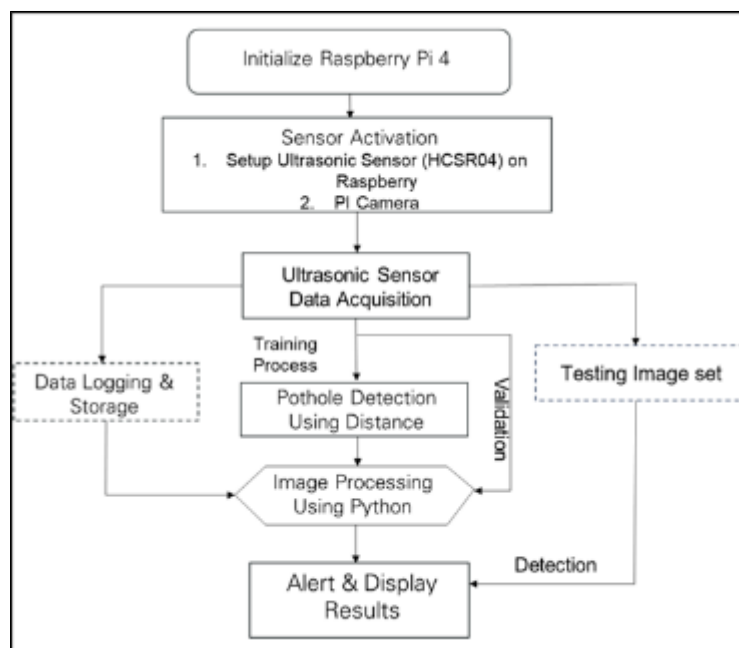 Initialize Raspberry Pi 4
Sensor Activation
1. Setup Ultrasonic Sensor (HCSR04) on
Raspberry
2. PI Camera
Ultrasonic Sensor
Data Acquisition
Training
Process
Validation
Data Logging &
Storage
Pothole Detection
Using Distance
Testing Image set
Image Processing
Using Python
Detection
Alert & Display
Results